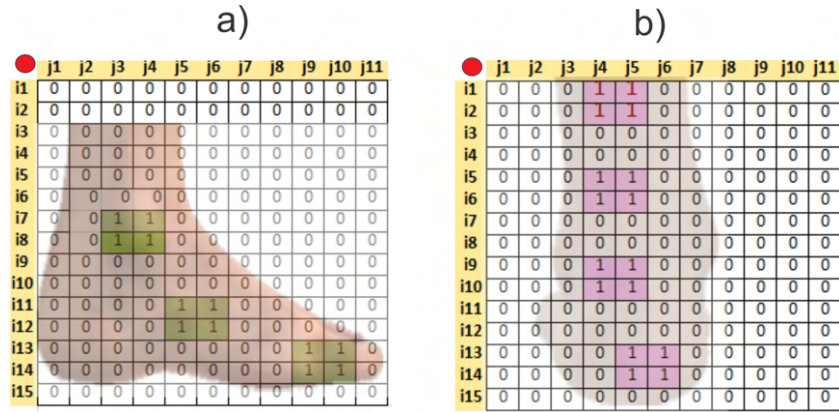 a) b)
j1 j2 j3 j4 j5 j6 j7 j8 j9 j10 j11 j1 j2 j3 j4 j5 j6 j7 j8 j9 j10 j11
i1 0 0 0 0 0 0 0 0 0 0 0 i1 0 0 0 1 1 0 0 0 0 0 0
i2 0 0 0 0 0 0 0 0 0 0 0 i2 0 0 0 1 1 0 0 0 0 0 0
i3 0 0 0 0 0 0 0 0 0 0 0 i3 0 0 0 0 0 0 0 0 0 0 0
i4 0 0 0 0 0 0 0 0 0 0 0 i4 0 0 0 0 0 0 0 0 0 0 0
i5 0 0 0 0 0 0 0 0 0 0 0 i5 0 0 0 1 1 0 0 0 0 0 0
i6 0 0 0 0 0 0 0 0 0 0 0 i6 0 0 0 1 1 0 0 0 0 0 0
i7 0 0 1 1 0 0 0 0 0 0 0 i7 0 0 0 0 0 0 0 0 0 0 0
i8 0 0 1 1 0 0 0 0 0 0 0 i8 0 0 0 0 0 0 0 0 0 0 0
i9 0 0 0 0 0 0 0 0 0 0 0 i9 0 0 0 1 1 0 0 0 0 0 0
i10 0 0 0 0 0 0 0 0 0 0 0 i10 0 0 0 1 1 0 0 0 0 0 0
i11 0 0 0 0 1 1 0 0 0 0 0 i11 0 0 0 0 0 0 0 0 0 0 0
i12 0 0 0 0 1 1 0 0 0 0 0 i12 0 0 0 0 0 0 0 0 0 0 0
i13 0 0 0 0 0 0 0 0 1 1 0 i13 0 0 0 0 1 1 0 0 0 0 0
i14 0 0 0 0 0 0 0 0 1 1 0 i14 0 0 0 0 1 1 0 0 0 0 0
i15 0 0 0 0 0 0 0 0 0 0 0 i15 0 0 0 0 0 0 0 0 0 0 0